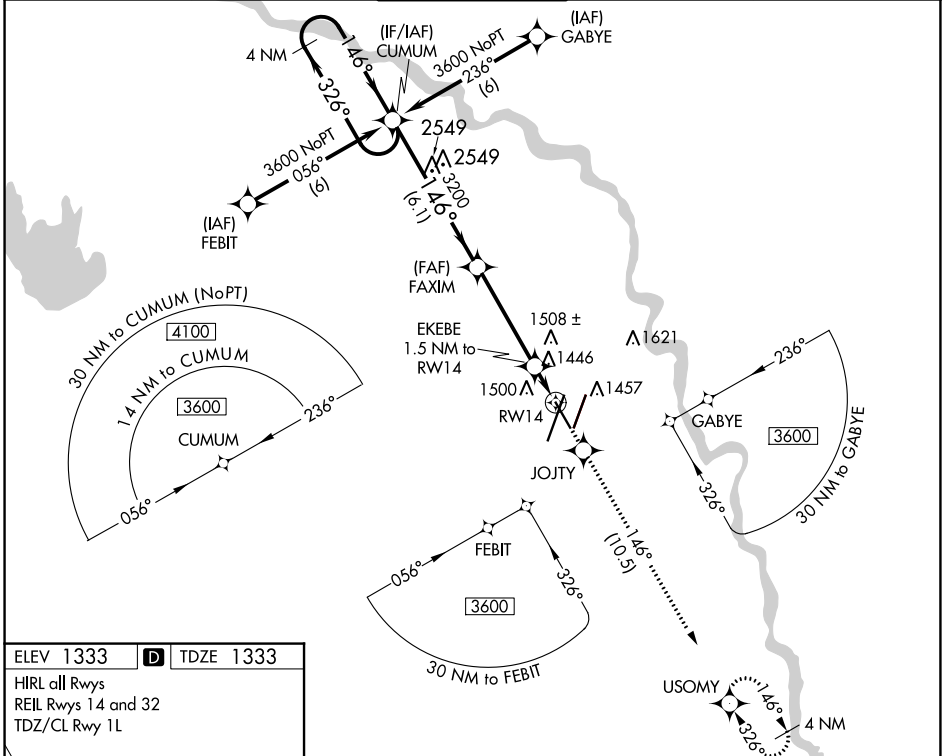 (IAF)
GABYE
(IF/IAF)
CUMUM
4 NM
146°
326°
3600 NoPT
236°
(6)
2549
2549
3600 NoPT
056°
(6)
3200
146°
(6.1)
(IAF)
FEBIT
(FAF)
FAXIM
30 NM to CUMUM (NoPT)
4100
14 NM to CUMUM
3600
CUMUM
236°
056°
EKEBE
1.5 NM to
RW14
1508 ±
1446
1621
1500
1457
RW14
JOJTY
236°
GABYE
3600
326°
30 NM to GABYE
146°
(10.5)
056°
FEBIT
326°
3600
30 NM to FEBIT
ELEV 1333 D TDZE 1333
HIRL all Rwys
REIL Rwys 14 and 32
TDZ/CL Rwy 1L
USOMY
146°
326°
4 NM